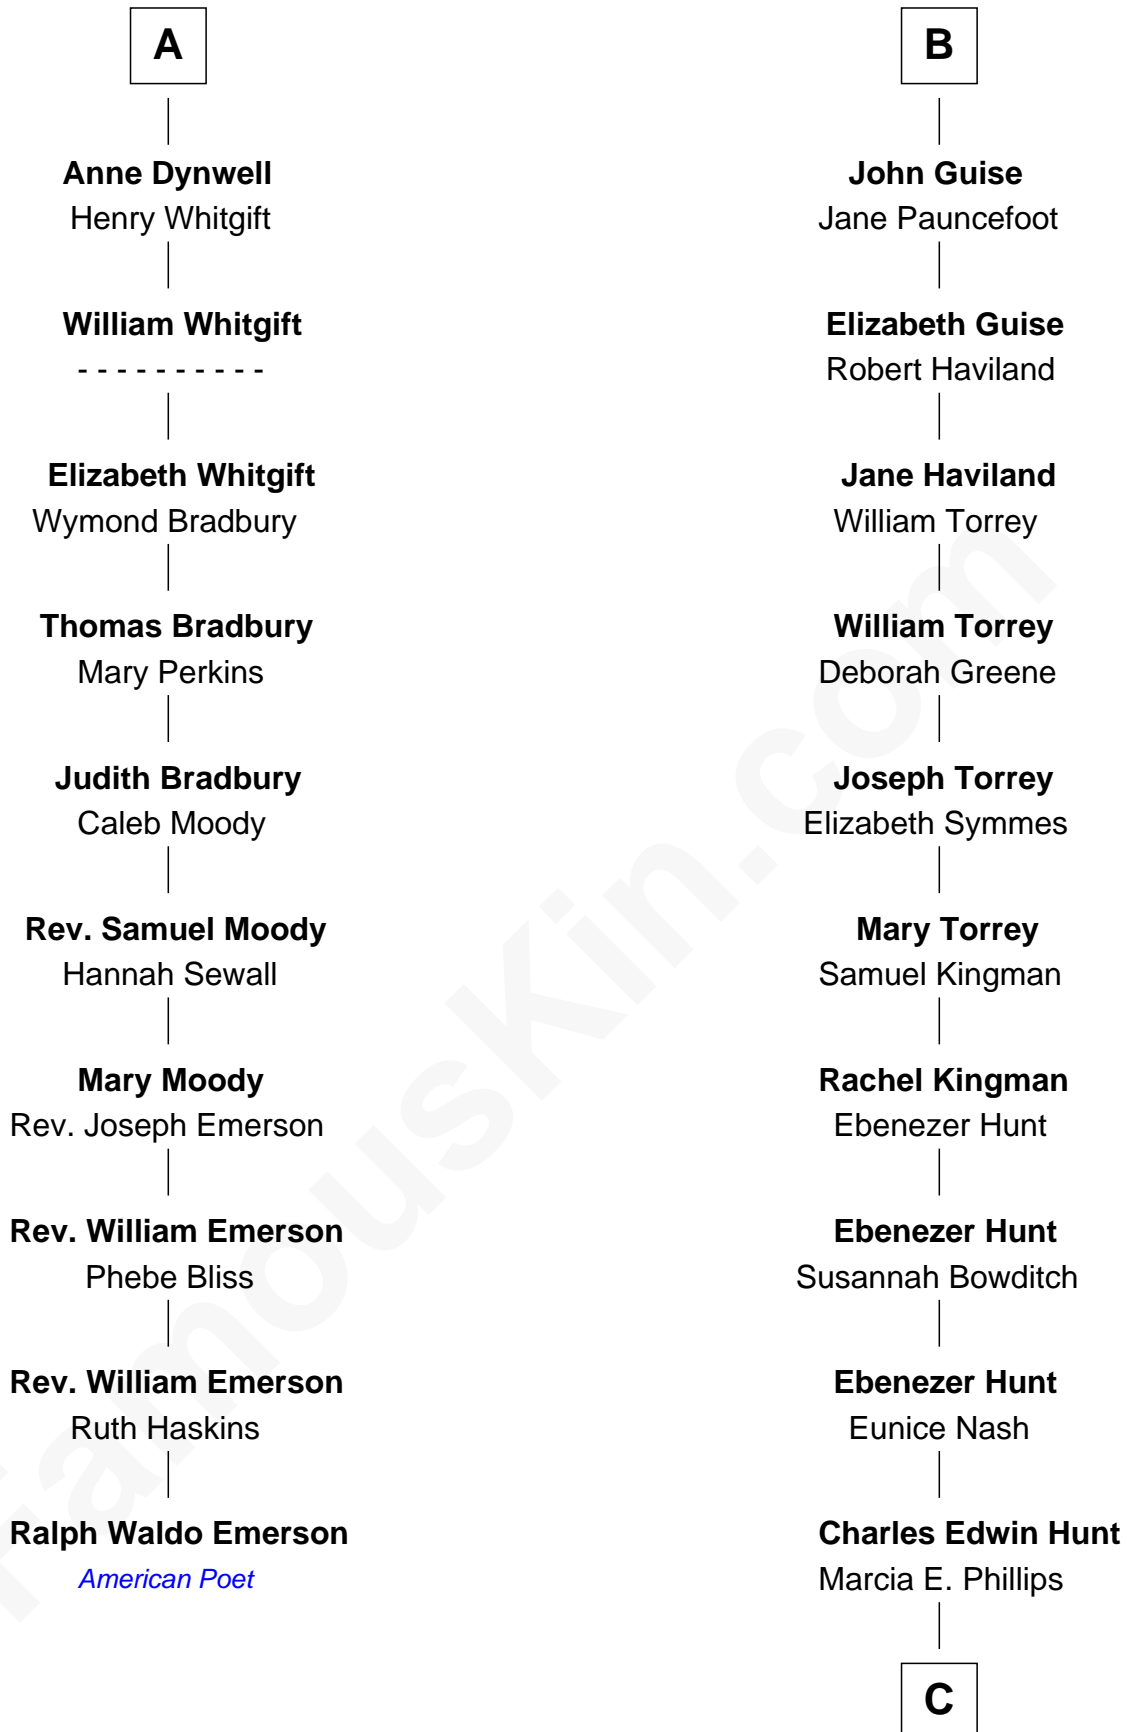 A
Anne Dynwell
Henry Whitgift
William Whitgift
- - - - - - - - - -
Elizabeth Whitgift
Wymond Bradbury
Thomas Bradbury
Mary Perkins
Judith Bradbury
Caleb Moody
Rev. Samuel Moody
Hannah Sewall
Mary Moody
Rev. Joseph Emerson
Rev. William Emerson
Phebe Bliss
Rev. William Emerson
Ruth Haskins
Ralph Waldo Emerson
American Poet
B
John Guise
Jane Pauncefoot
Elizabeth Guise
Robert Haviland
Jane Haviland
William Torrey
William Torrey
Deborah Greene
Joseph Torrey
Elizabeth Symmes
Mary Torrey
Samuel Kingman
Rachel Kingman
Ebenezer Hunt
Ebenezer Hunt
Susannah Bowditch
Ebenezer Hunt
Eunice Nash
Charles Edwin Hunt
Marcia E. Phillips
C
FamousKin.com